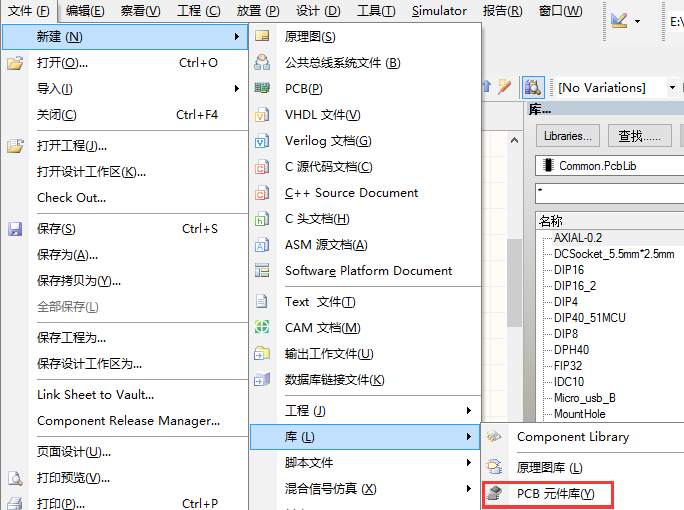 文件 (F) 编辑(E) 察看(V) 工程 (C) 放置 (P) 设计 (D) 工具(T) Simulator 报告(R) 窗口(W)
新建 (N)
打开(O)... Ctrl+O
导入(I)
关闭(C) Ctrl+F4
打开工程(J)...
打开设计工作区(K)...
Check Out...
保存(S) Ctrl+S
保存为(A)...
保存拷贝为(Y)...
全部保存(L)
保存工程为...
保存设计工作区为...
Link Sheet to Vault...
Component Release Manager...
页面设计(U)...
打印预览(V)...
打印(P)... Ctrl+P
原理图(S)
公共总线系统文件 (B)
PCB(P)
VHDL 文件(V)
Verilog 文档(G)
C 源代码文档(C)
C++ Source Document
C 头文档(H)
ASM 源文档(A)
Software Platform Document
Text 文件(T)
CAM 文档(M)
输出工作文件(U)
数据库链接文件(K)
工程 (J)
库 (L)
脚本文件
混合信号仿真 (X)
Component Library
原理图库 (L)
PCB 元件库(Y)
E:\
[No Variations]
库...
Libraries...
查找......
Common.PcbLib
*
名称
AXIAL-0.2
DCSocket_5.5mm*2.5mm
DIP16
DIP16_2
DIP4
DIP40_51MCU
DIP8
DPH40
FIP32
IDC10
Micro_usb_B
MountHole